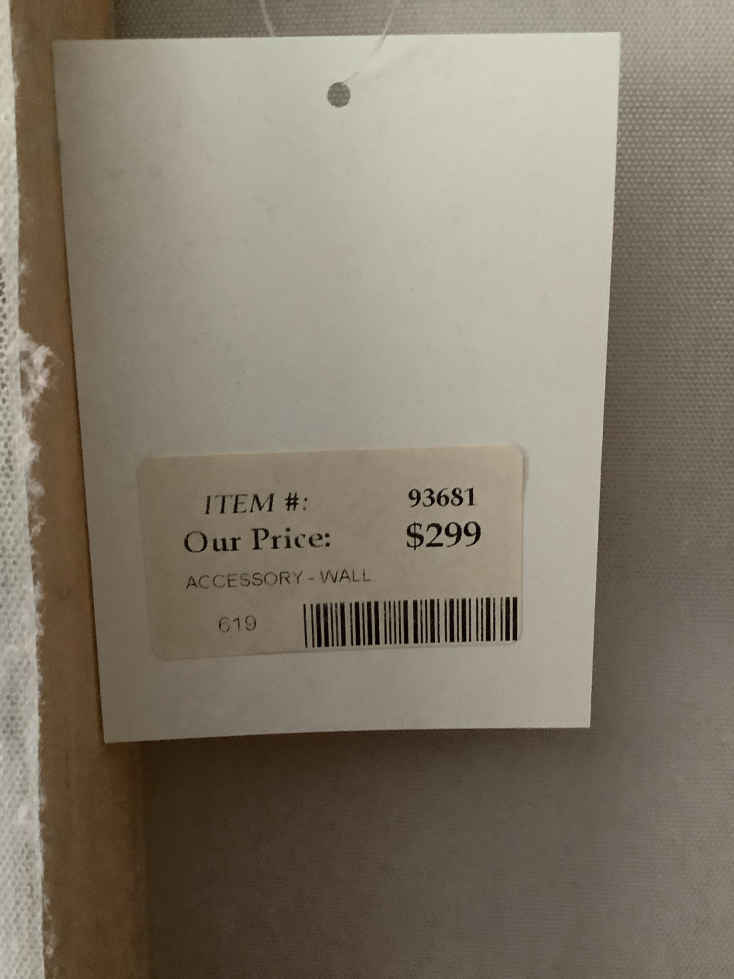 ITEM #: 93681
Our Price: $299
ACCESSORY - WALL
619